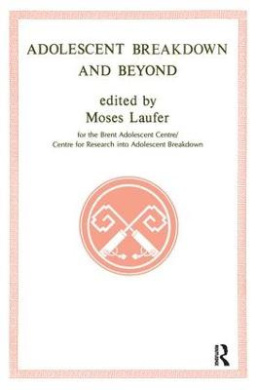 ADOLESCENT BREAKDOWN
AND BEYOND
edited by
Moses Laufer
for the Brent Adolescent Centre/
Centre for Research into Adolescent Breakdown
R